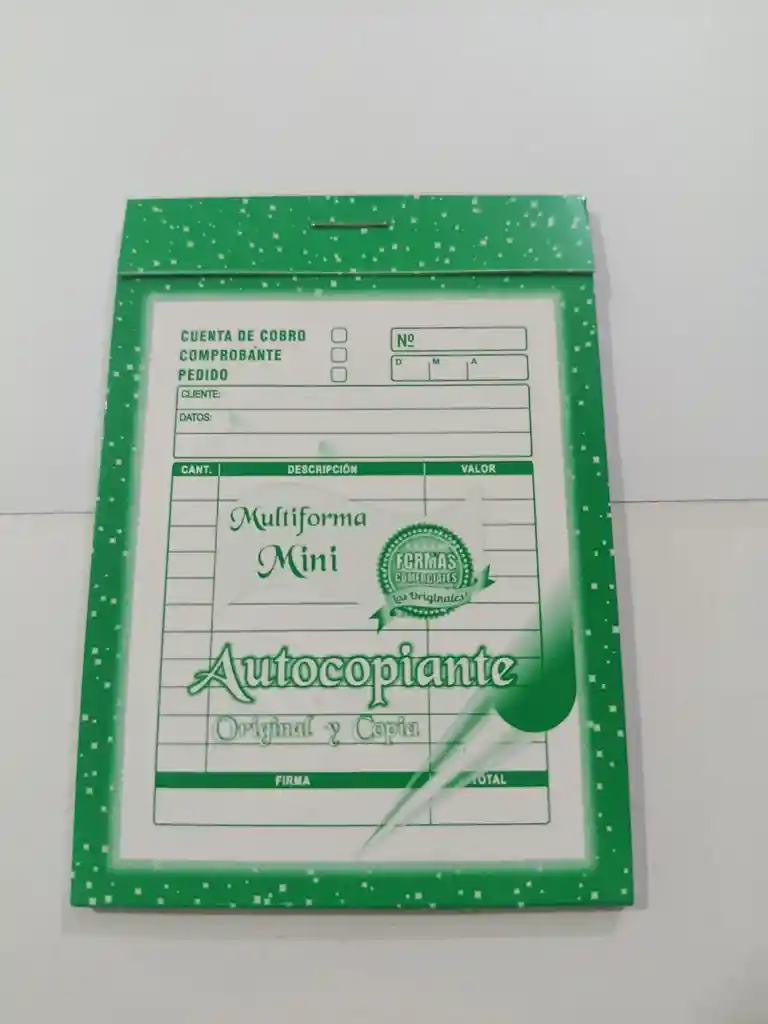 CUENTA DE COBRO
COMPROBANTE
PEDIDO
Nº
D M A
CLIENTE:
DATOS:
CANT. DESCRIPCIÓN VALOR
Multiforma
Mini
FORMAS
COMERCIALES
Los Originales!
Autocopiante
Original y Copia
FIRMA TOTAL